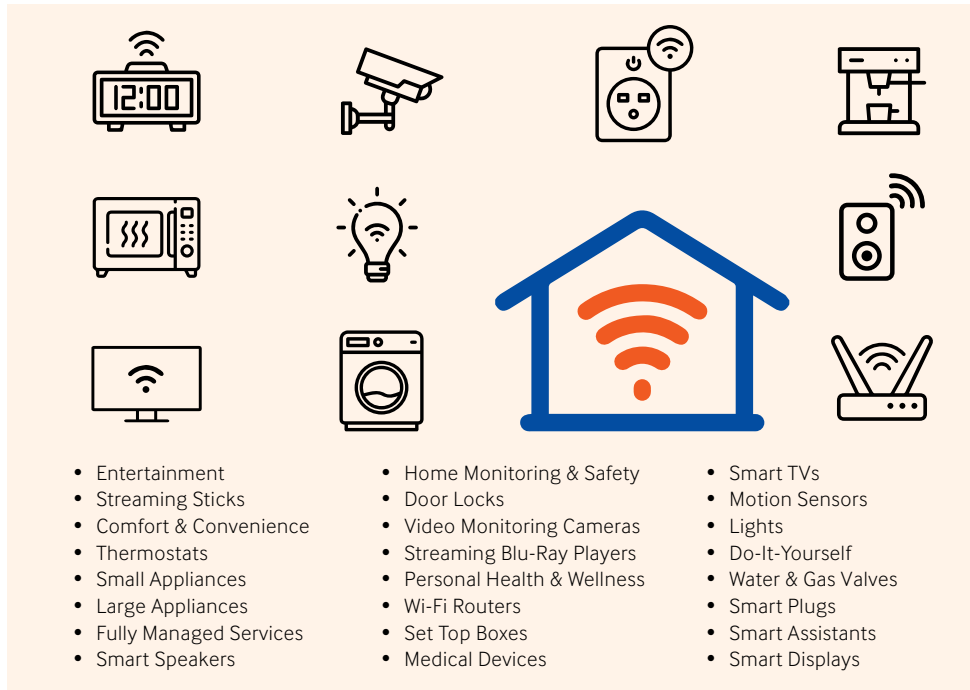 12:00
• Entertainment
• Streaming Sticks
• Comfort & Convenience
• Thermostats
• Small Appliances
• Large Appliances
• Fully Managed Services
• Smart Speakers
• Home Monitoring & Safety
• Door Locks
• Video Monitoring Cameras
• Streaming Blu-Ray Players
• Personal Health & Wellness
• Wi-Fi Routers
• Set Top Boxes
• Medical Devices
• Smart TVs
• Motion Sensors
• Lights
• Do-It-Yourself
• Water & Gas Valves
• Smart Plugs
• Smart Assistants
• Smart Displays